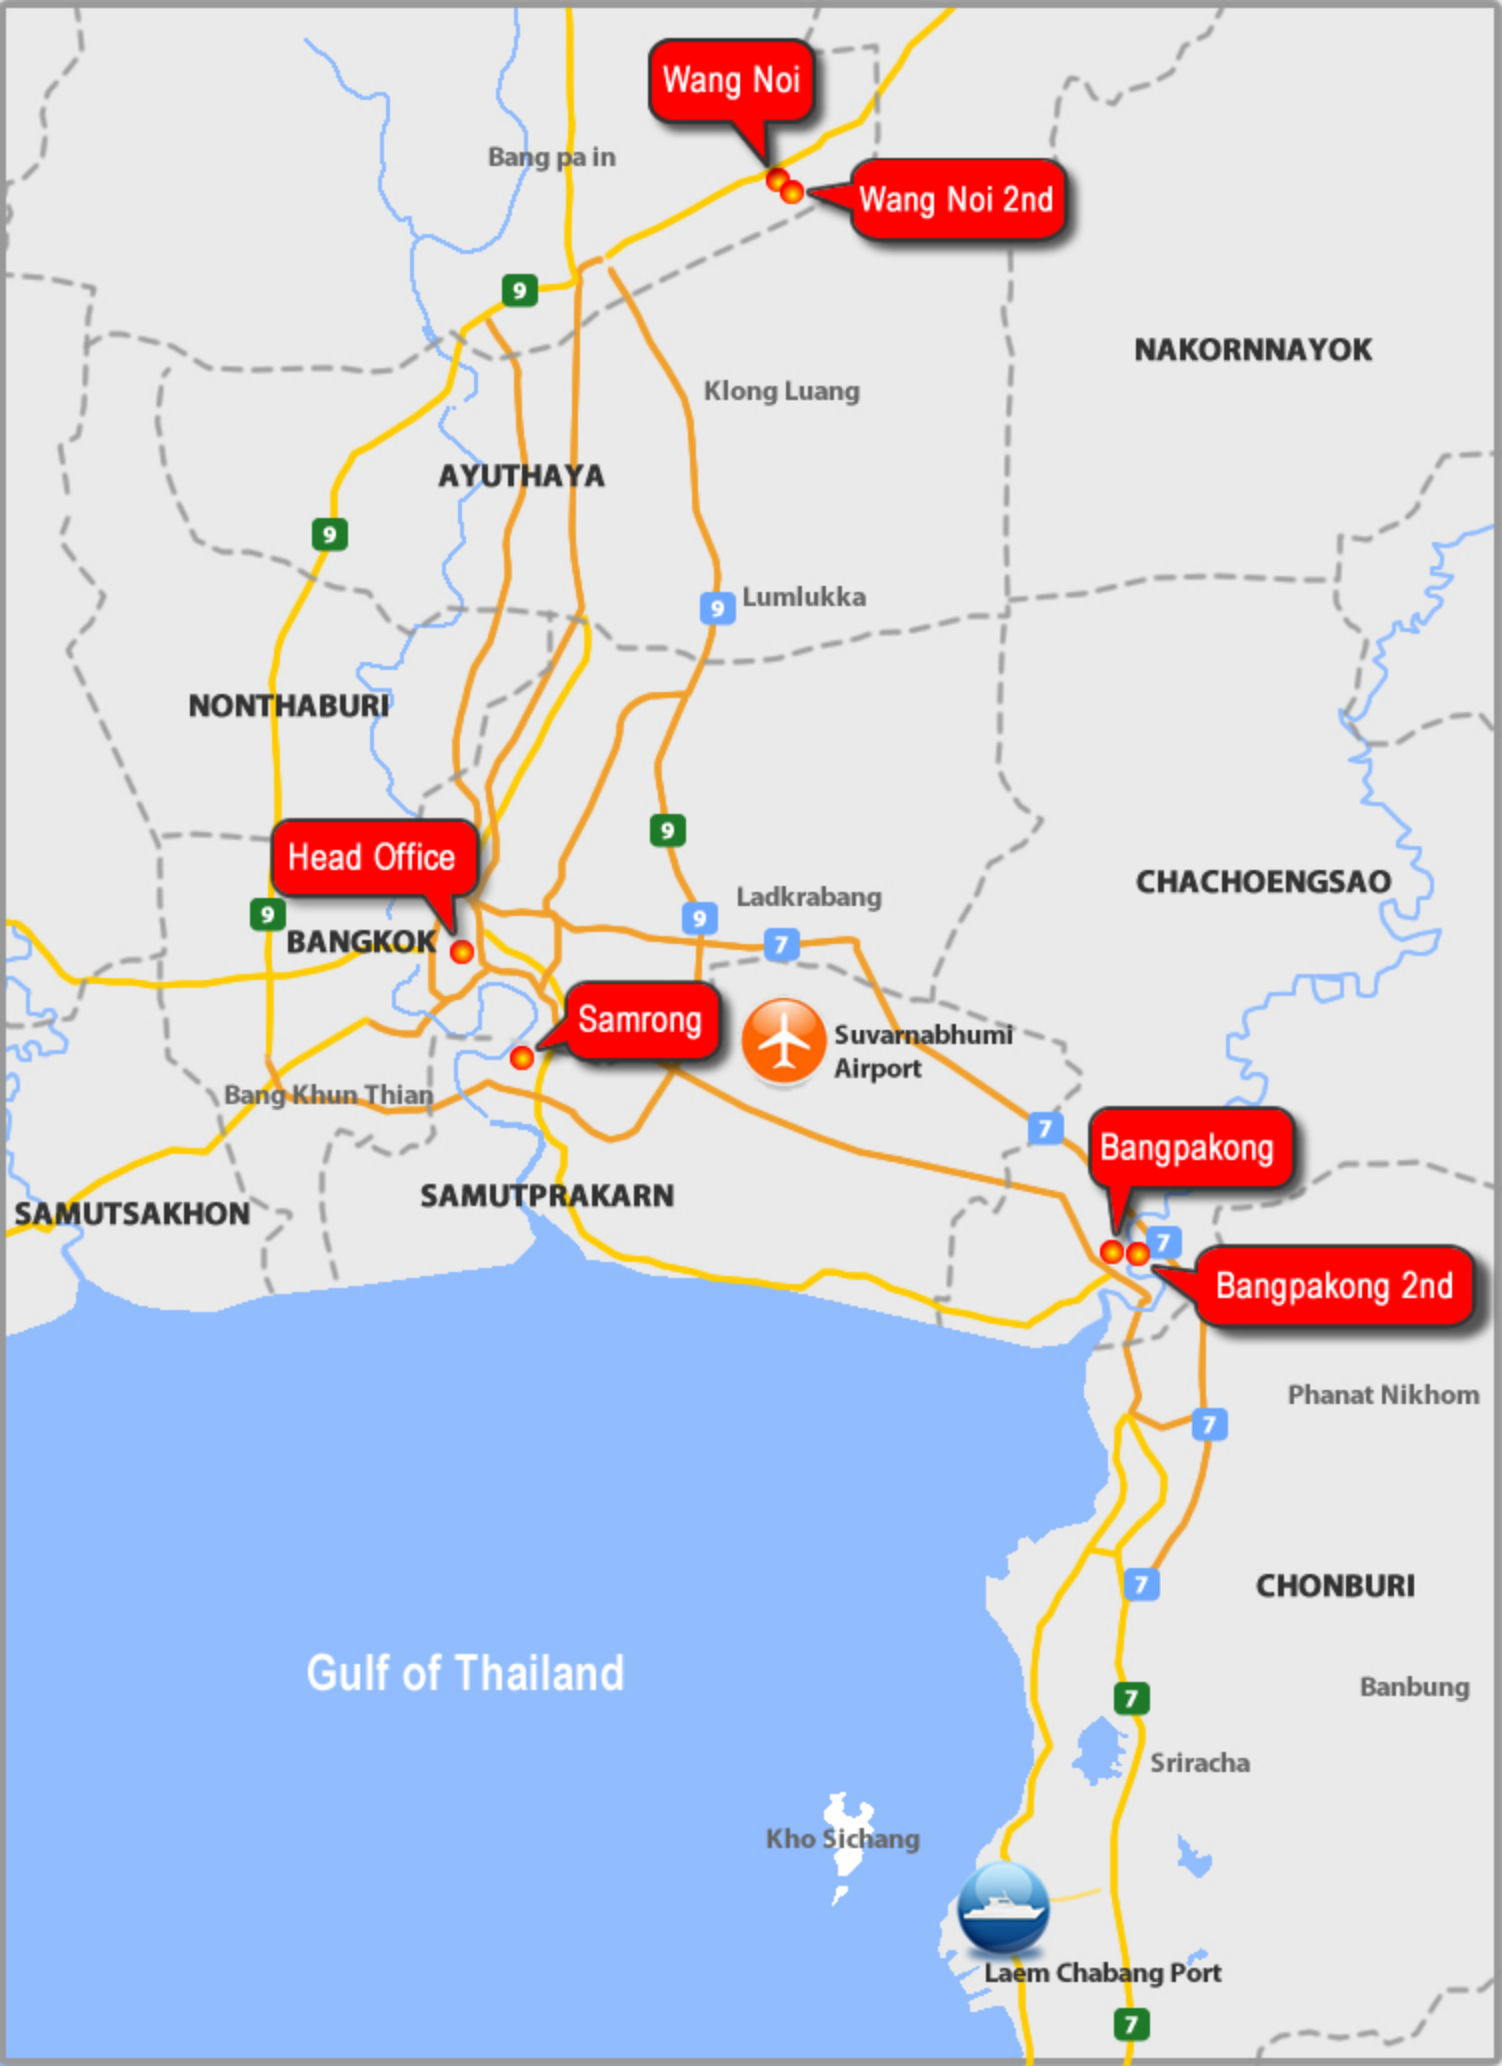 Wang Noi
Bang pa in
Wang Noi 2nd
9
NAKORNNAYOK
Klong Luang
AYUTHAYA
9
9
Lumlukka
NONTHABURI
9
Head Office
CHACHOENGSAO
Ladkrabang
9
9
7
BANGKOK
Samrong
Suvarnabhumi
Airport
Bang Khun Thian
7
Bangpakong
SAMUTPRAKARN
SAMUTSAKHON
7
Bangpakong 2nd
Phanat Nikhom
7
7
CHONBURI
Gulf of Thailand
Banbung
7
Sriracha
Kho Sichang
Laem Chabang Port
7